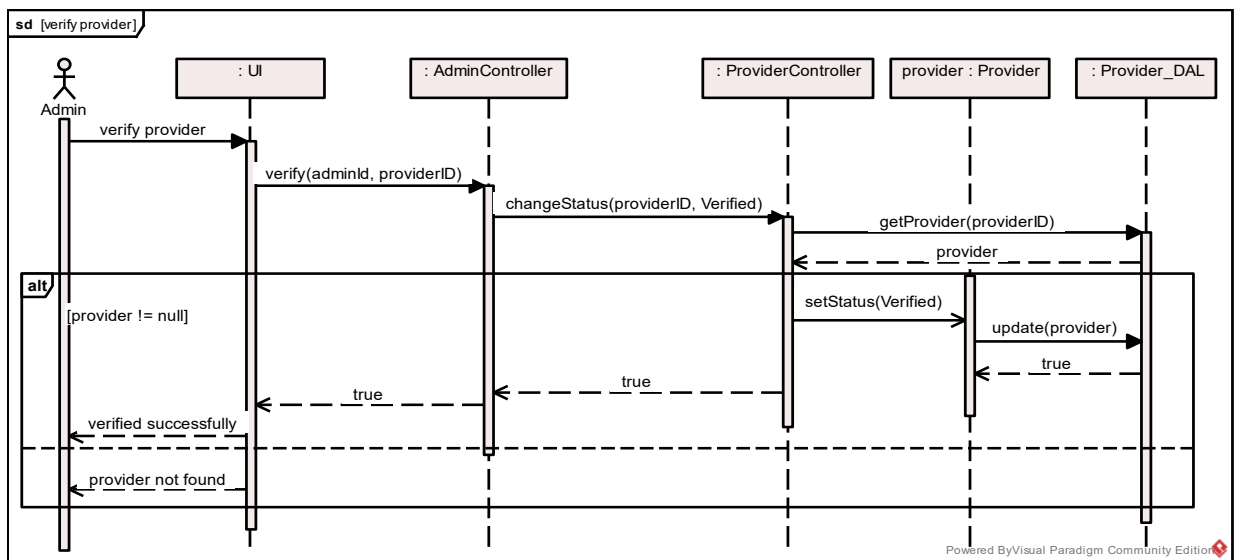 sd [verify provider]
: UI
: AdminController
: ProviderController
provider : Provider
: Provider_DAL
Admin
verify provider
verify(adminId, providerID)
changeStatus(providerID, Verified)
getProvider(providerID)
provider
alt
[provider != null]
setStatus(Verified)
update(provider)
true
true
true
verified successfully
provider not found
Powered ByVisual Paradigm Community Edition